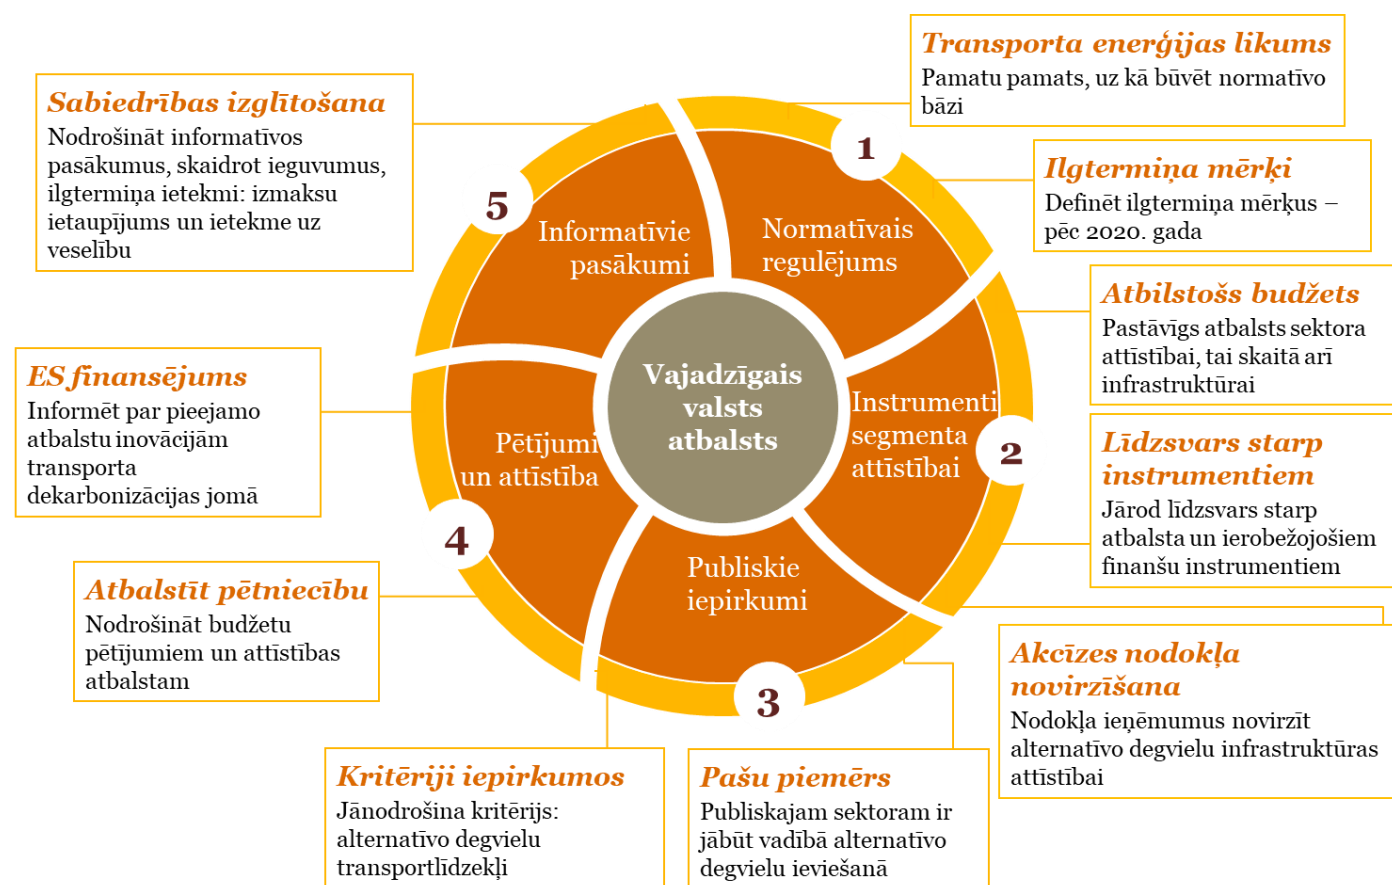 Transporta enerģijas likums
Pamatu pamats, uz kā būvēt normatīvo
bāzi
Sabiedrības izglītošana
Nodrošināt informatīvos
pasākumus, skaidrot ieguvumus,
ilgtermiņa ietekmi: izmaksu
ietaupījums un ietekme uz
veselību
1
Ilgtermiņa mērķi
Definēt ilgtermiņa mērķus –
pēc 2020. gada
5
Informatīvie
pasākumi
Normatīvais
regulējums
Atbilstošs budžets
Pastāvīgs atbalsts sektora
attīstībai, tai skaitā arī
infrastruktūrai
ES finansējums
Informēt par pieejamo
atbalstu inovācijām
transporta
dekarbonizācijas jomā
Vajadzīgais
valsts
atbalsts
Instrumenti
segmenta
attīstībai
2
Pētījumi
un attīstība
Līdzsvars starp
instrumentiem
Jārod līdzsvars starp
atbalsta un ierobežojošiem
finanšu instrumentiem
4
Publiskie
iepirkumi
Atbalstīt pētniecību
Nodrošināt budžetu
pētījumiem un attīstības
atbalstam
Akcīzes nodokļa
novirzīšana
Nodokļa ieņēmumus novirzīt
alternatīvo degvielu infrastruktūras
attīstībai
3
Kritēriji iepirkumos
Jānodrošina kritērijs:
alternatīvo degvielu
transportlīdzekļi
Pašu piemērs
Publiskajam sektoram ir
jābūt vadībā alternatīvo
degvielu ieviešanā